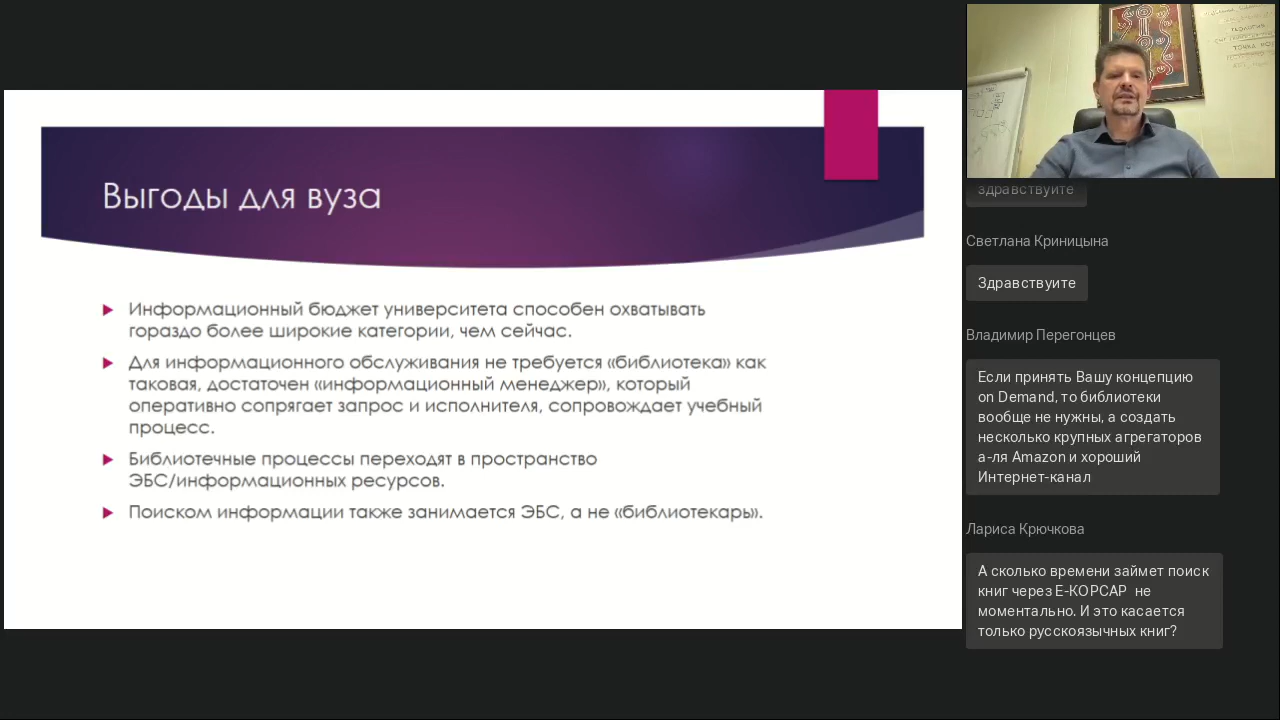 Выгоды для вуза
Информационный бюджет университета способен охватывать
гораздо более широкие категории, чем сейчас.
Для информационного обслуживания не требуется «библиотека» как
таковая, достаточен «информационный менеджер», который
оперативно сопрягает запрос и исполнителя, сопровождает учебный
процесс.
Библиотечные процессы переходят в пространство
ЭБС/информационных ресурсов.
Поиском информации также занимается ЭБС, а не «библиотекарь».
здравствуите
Светлана Криницына
Здравствуите
Владимир Перегонцев
Если принять Вашу концепцию
on Demand, то библиотеки
вообще не нужны, а создать
несколько крупных агрегаторов
а-ля Amazon и хороший
Интернет-канал
Лариса Крючкова
А сколько времени займет поиск
книг через Е-КОРСАР не
моментально. И это касается
только русскоязычных книг?